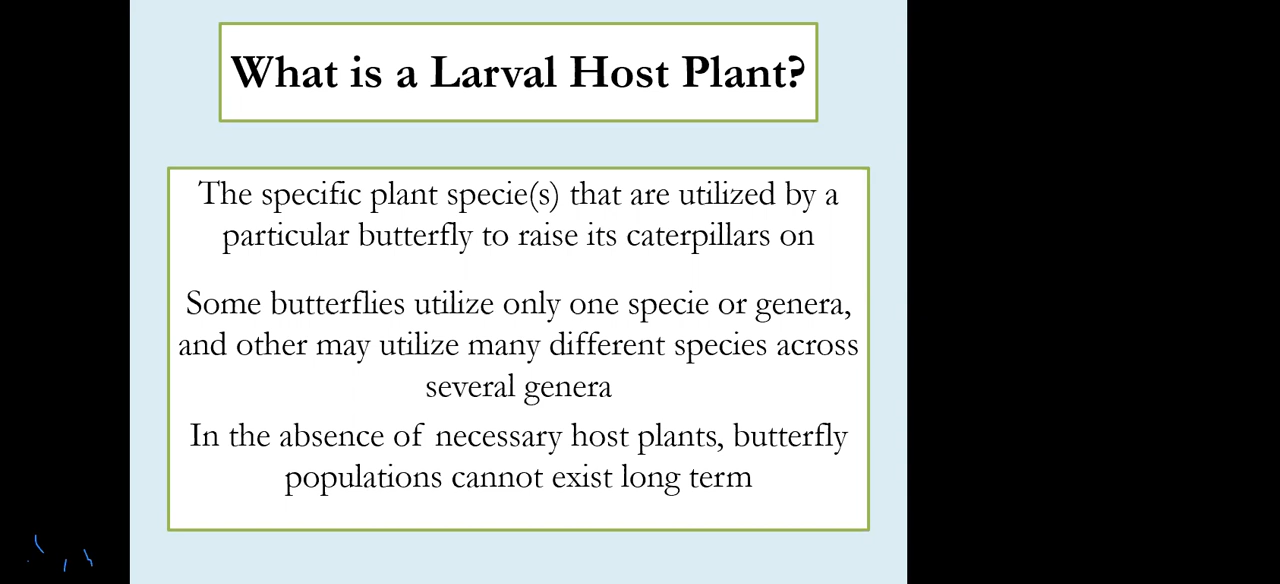 What is a Larval Host Plant?
The specific plant specie(s) that are utilized by a
particular butterfly to raise its caterpillars on
Some butterflies utilize only one specie or genera,
and other may utilize many different species across
several genera
In the absence of necessary host plants, butterfly
populations cannot exist long term